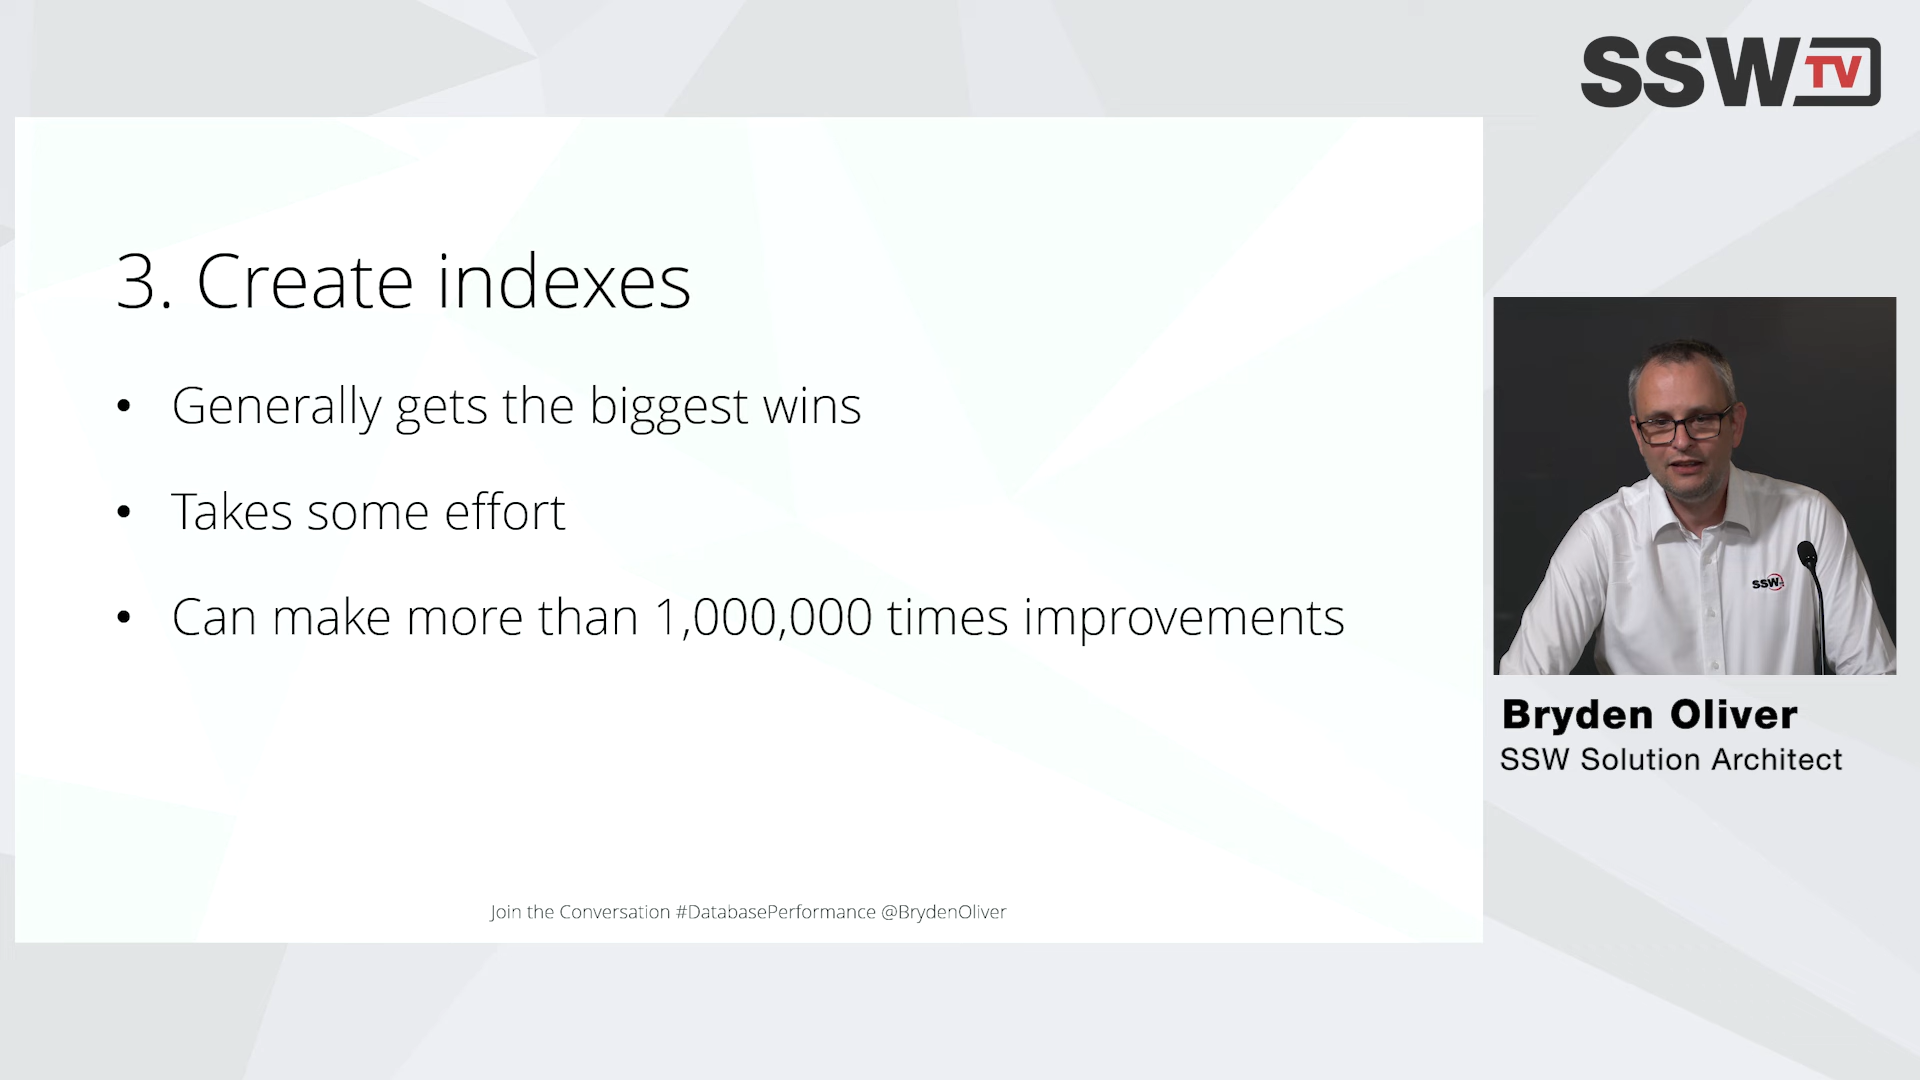 SSW TV
3. Create indexes
• Generally gets the biggest wins
• Takes some effort
• Can make more than 1,000,000 times improvements
Join the Conversation #DatabasePerformance @BrydenOliver
SSW
Bryden Oliver
SSW Solution Architect